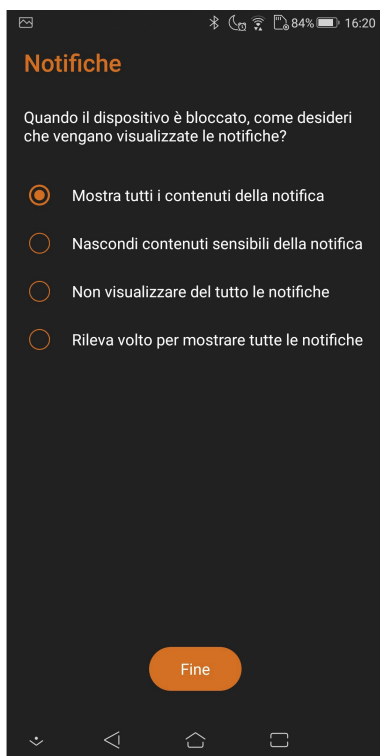 84% 16:20
Notifiche
Quando il dispositivo è bloccato, come desideri
che vengano visualizzate le notifiche?
Mostra tutti i contenuti della notifica
Nascondi contenuti sensibili della notifica
Non visualizzare del tutto le notifiche
Rileva volto per mostrare tutte le notifiche
Fine